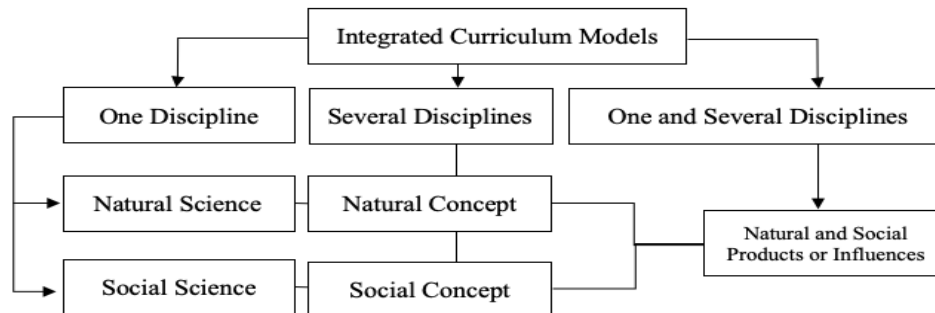 Integrated Curriculum Models
One Discipline
Several Disciplines
One and Several Disciplines
Natural Science
Natural Concept
Natural and Social
Products or Influences
Social Science
Social Concept